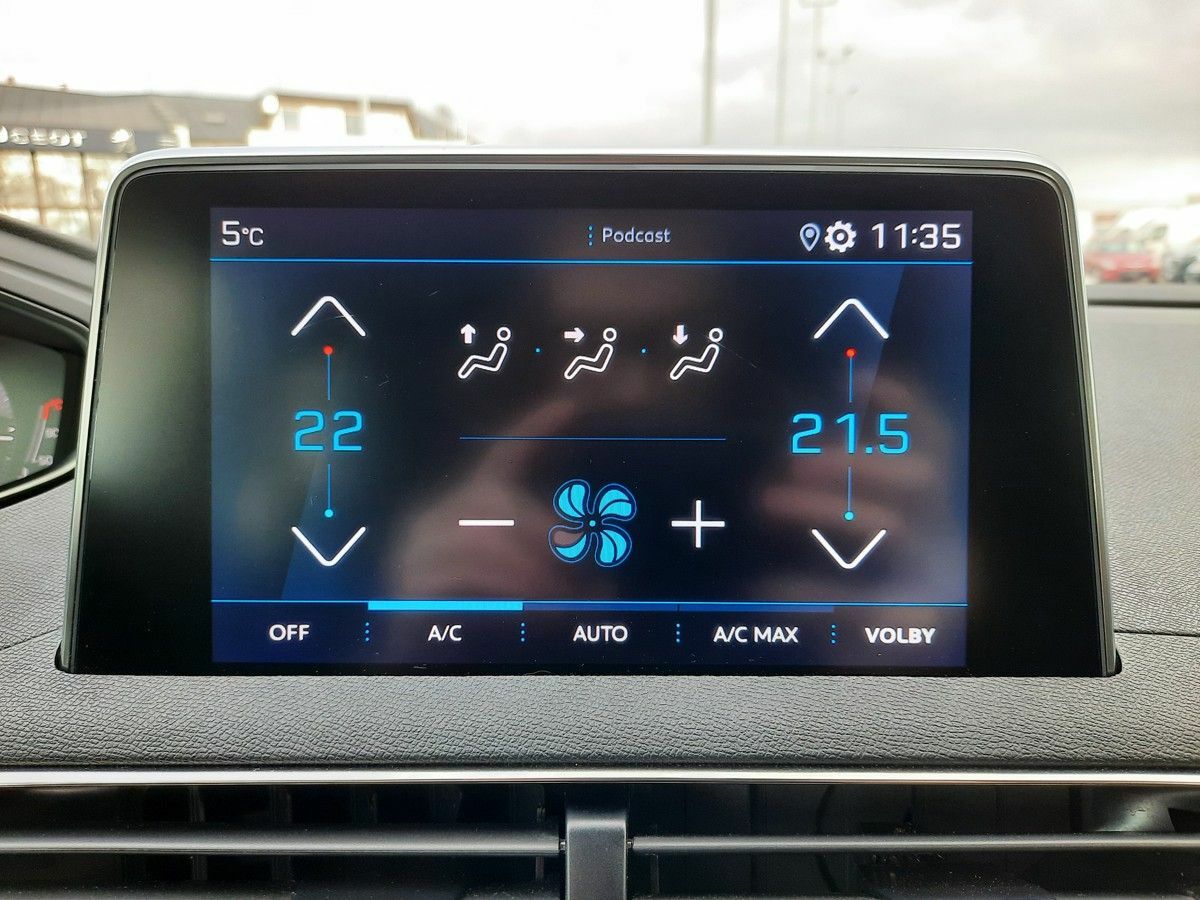 5°C
Podcast
11:35
22
21.5
OFF
A/C
AUTO
A/C MAX
VOLBY